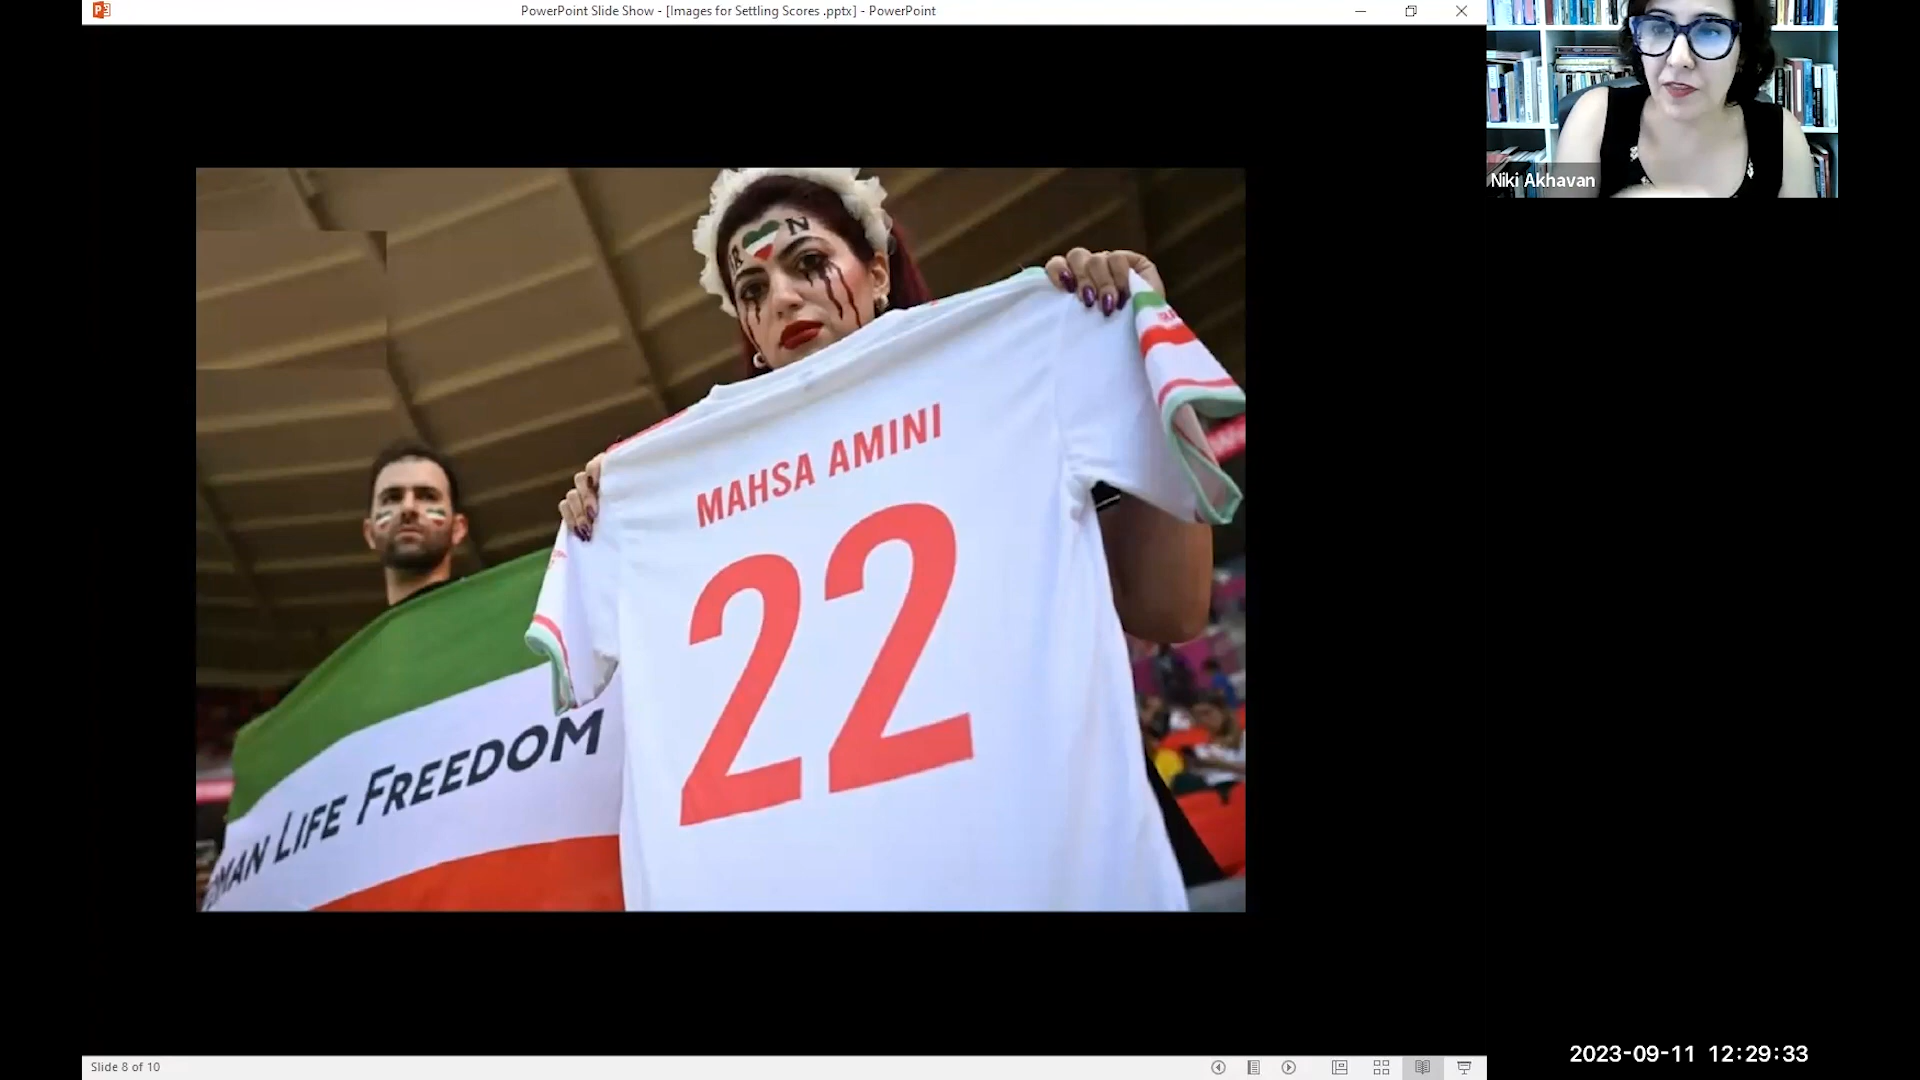 PowerPoint Slide Show - [Images for Settling Scores .pptx] - PowerPoint
Niki Akhavan
MAHSA AMINI
22
LIFE FREEDOM
Slide 8 of 10
2023-09-11 12:29:33